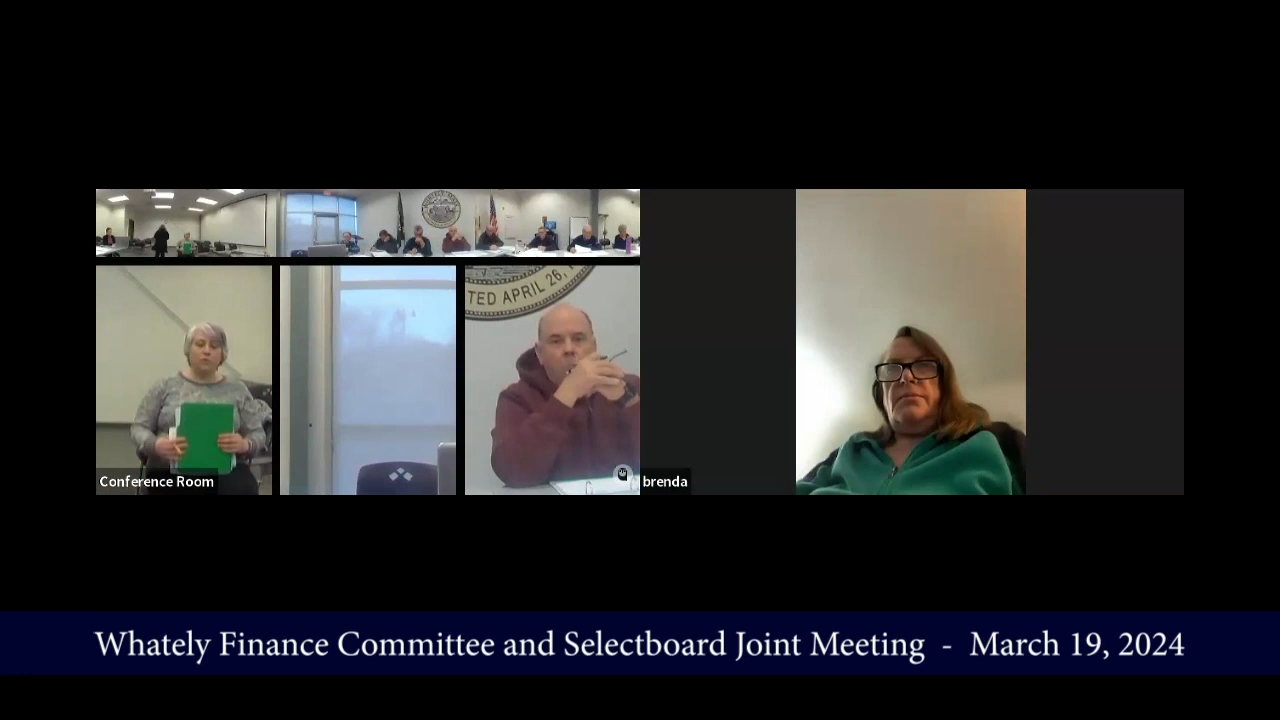 TED APRIL 26,
Conference Room
brenda
Whately Finance Committee and Selectboard Joint Meeting - March 19, 2024